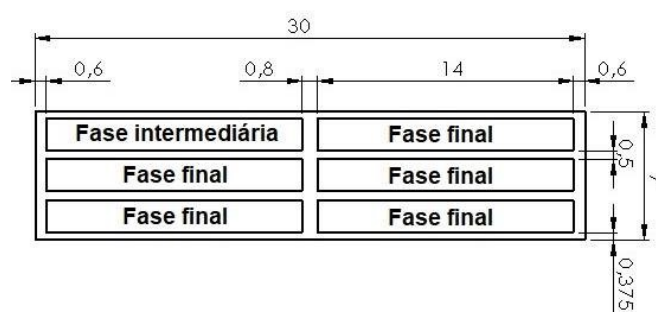 30
0,6
0,8
14
0,6
Fase intermediária
Fase final
0,5
Fase final
Fase final
Fase final
Fase final
0,375